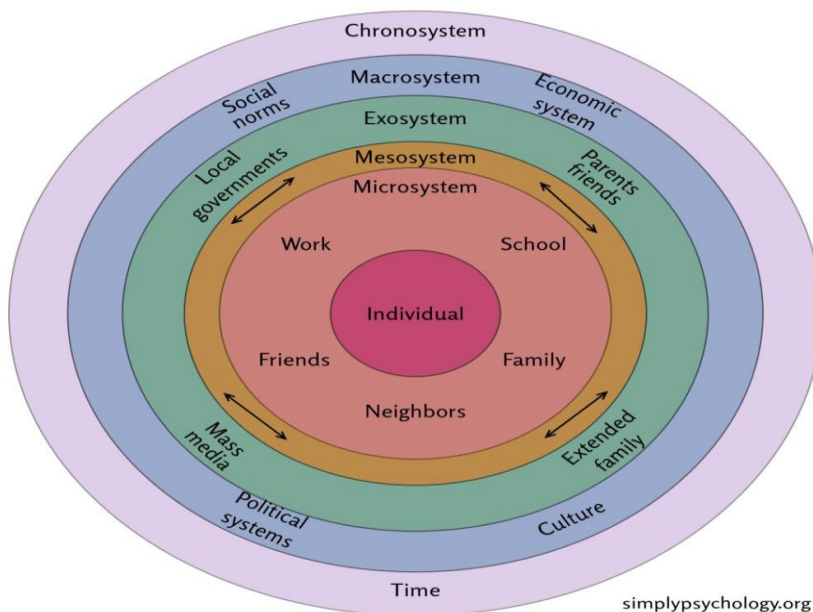 Chronosystem
Macrosystem
Social
norms
Economic
system
Exosystem
Local
governments
Parents
friends
Mesosystem
Microsystem
Work
School
Individual
Friends
Family
Neighbors
Mass
media
Extended
family
Political
systems
Culture
Time
simplypsychology.org